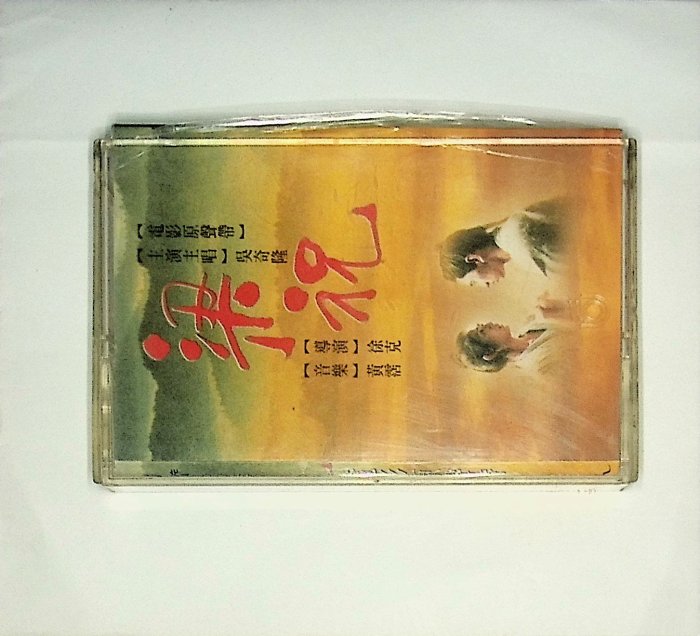 【電影原聲帶】
【主演主唱】吳奇隆
梁祝
【導演】徐克
【音樂】黃霑